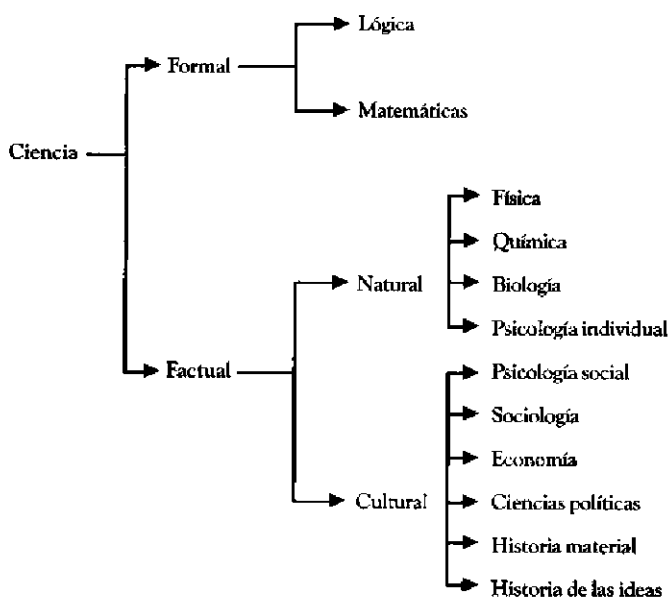 Lógica
Formal
Matemáticas
Ciencia
Física
Química
Natural
Biología
Psicología individual
Factual
Psicología social
Sociología
Economía
Cultural
Ciencias políticas
Historia material
Historia de las ideas